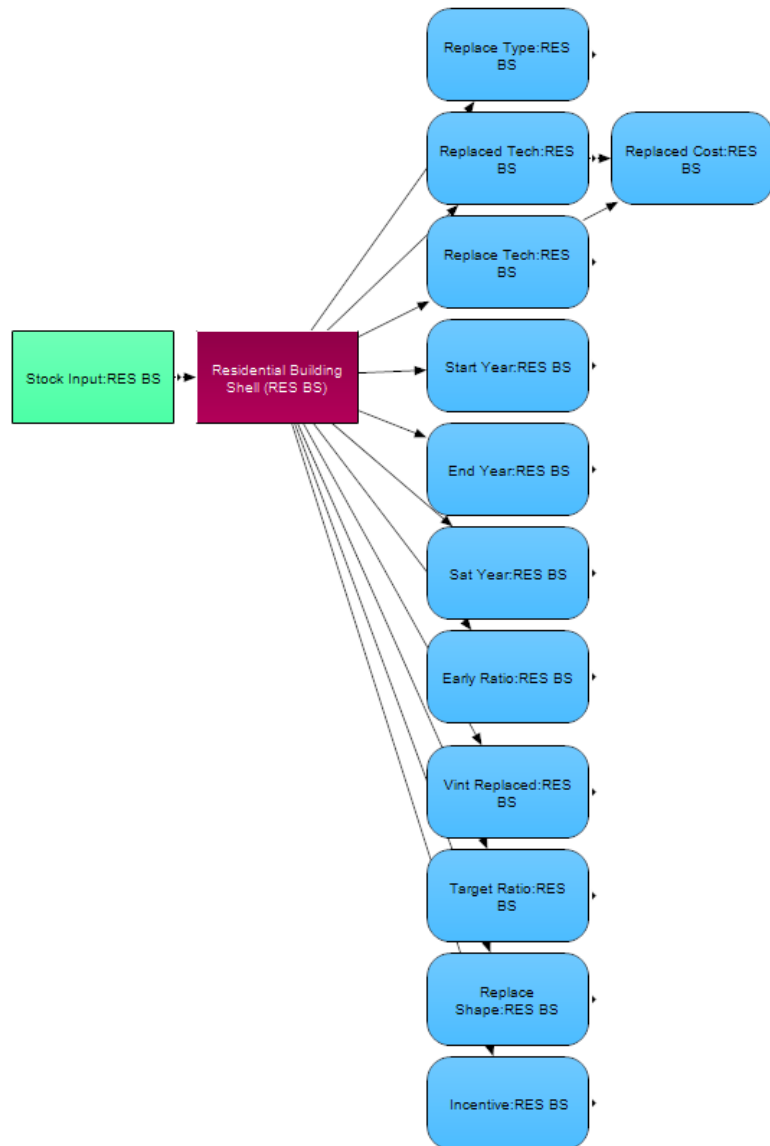 Replace Type:RES
BS
Replaced Tech:RES
BS
Replaced Cost:RES
BS
Replace Tech:RES
BS
Stock Input:RES BS
Residential Building
Shell (RES BS)
Start Year:RES BS
End Year:RES BS
Sat Year:RES BS
Early Ratio:RES BS
Vint Replaced:RES
BS
Target Ratio:RES
BS
Replace
Shape:RES BS
Incentive:RES BS